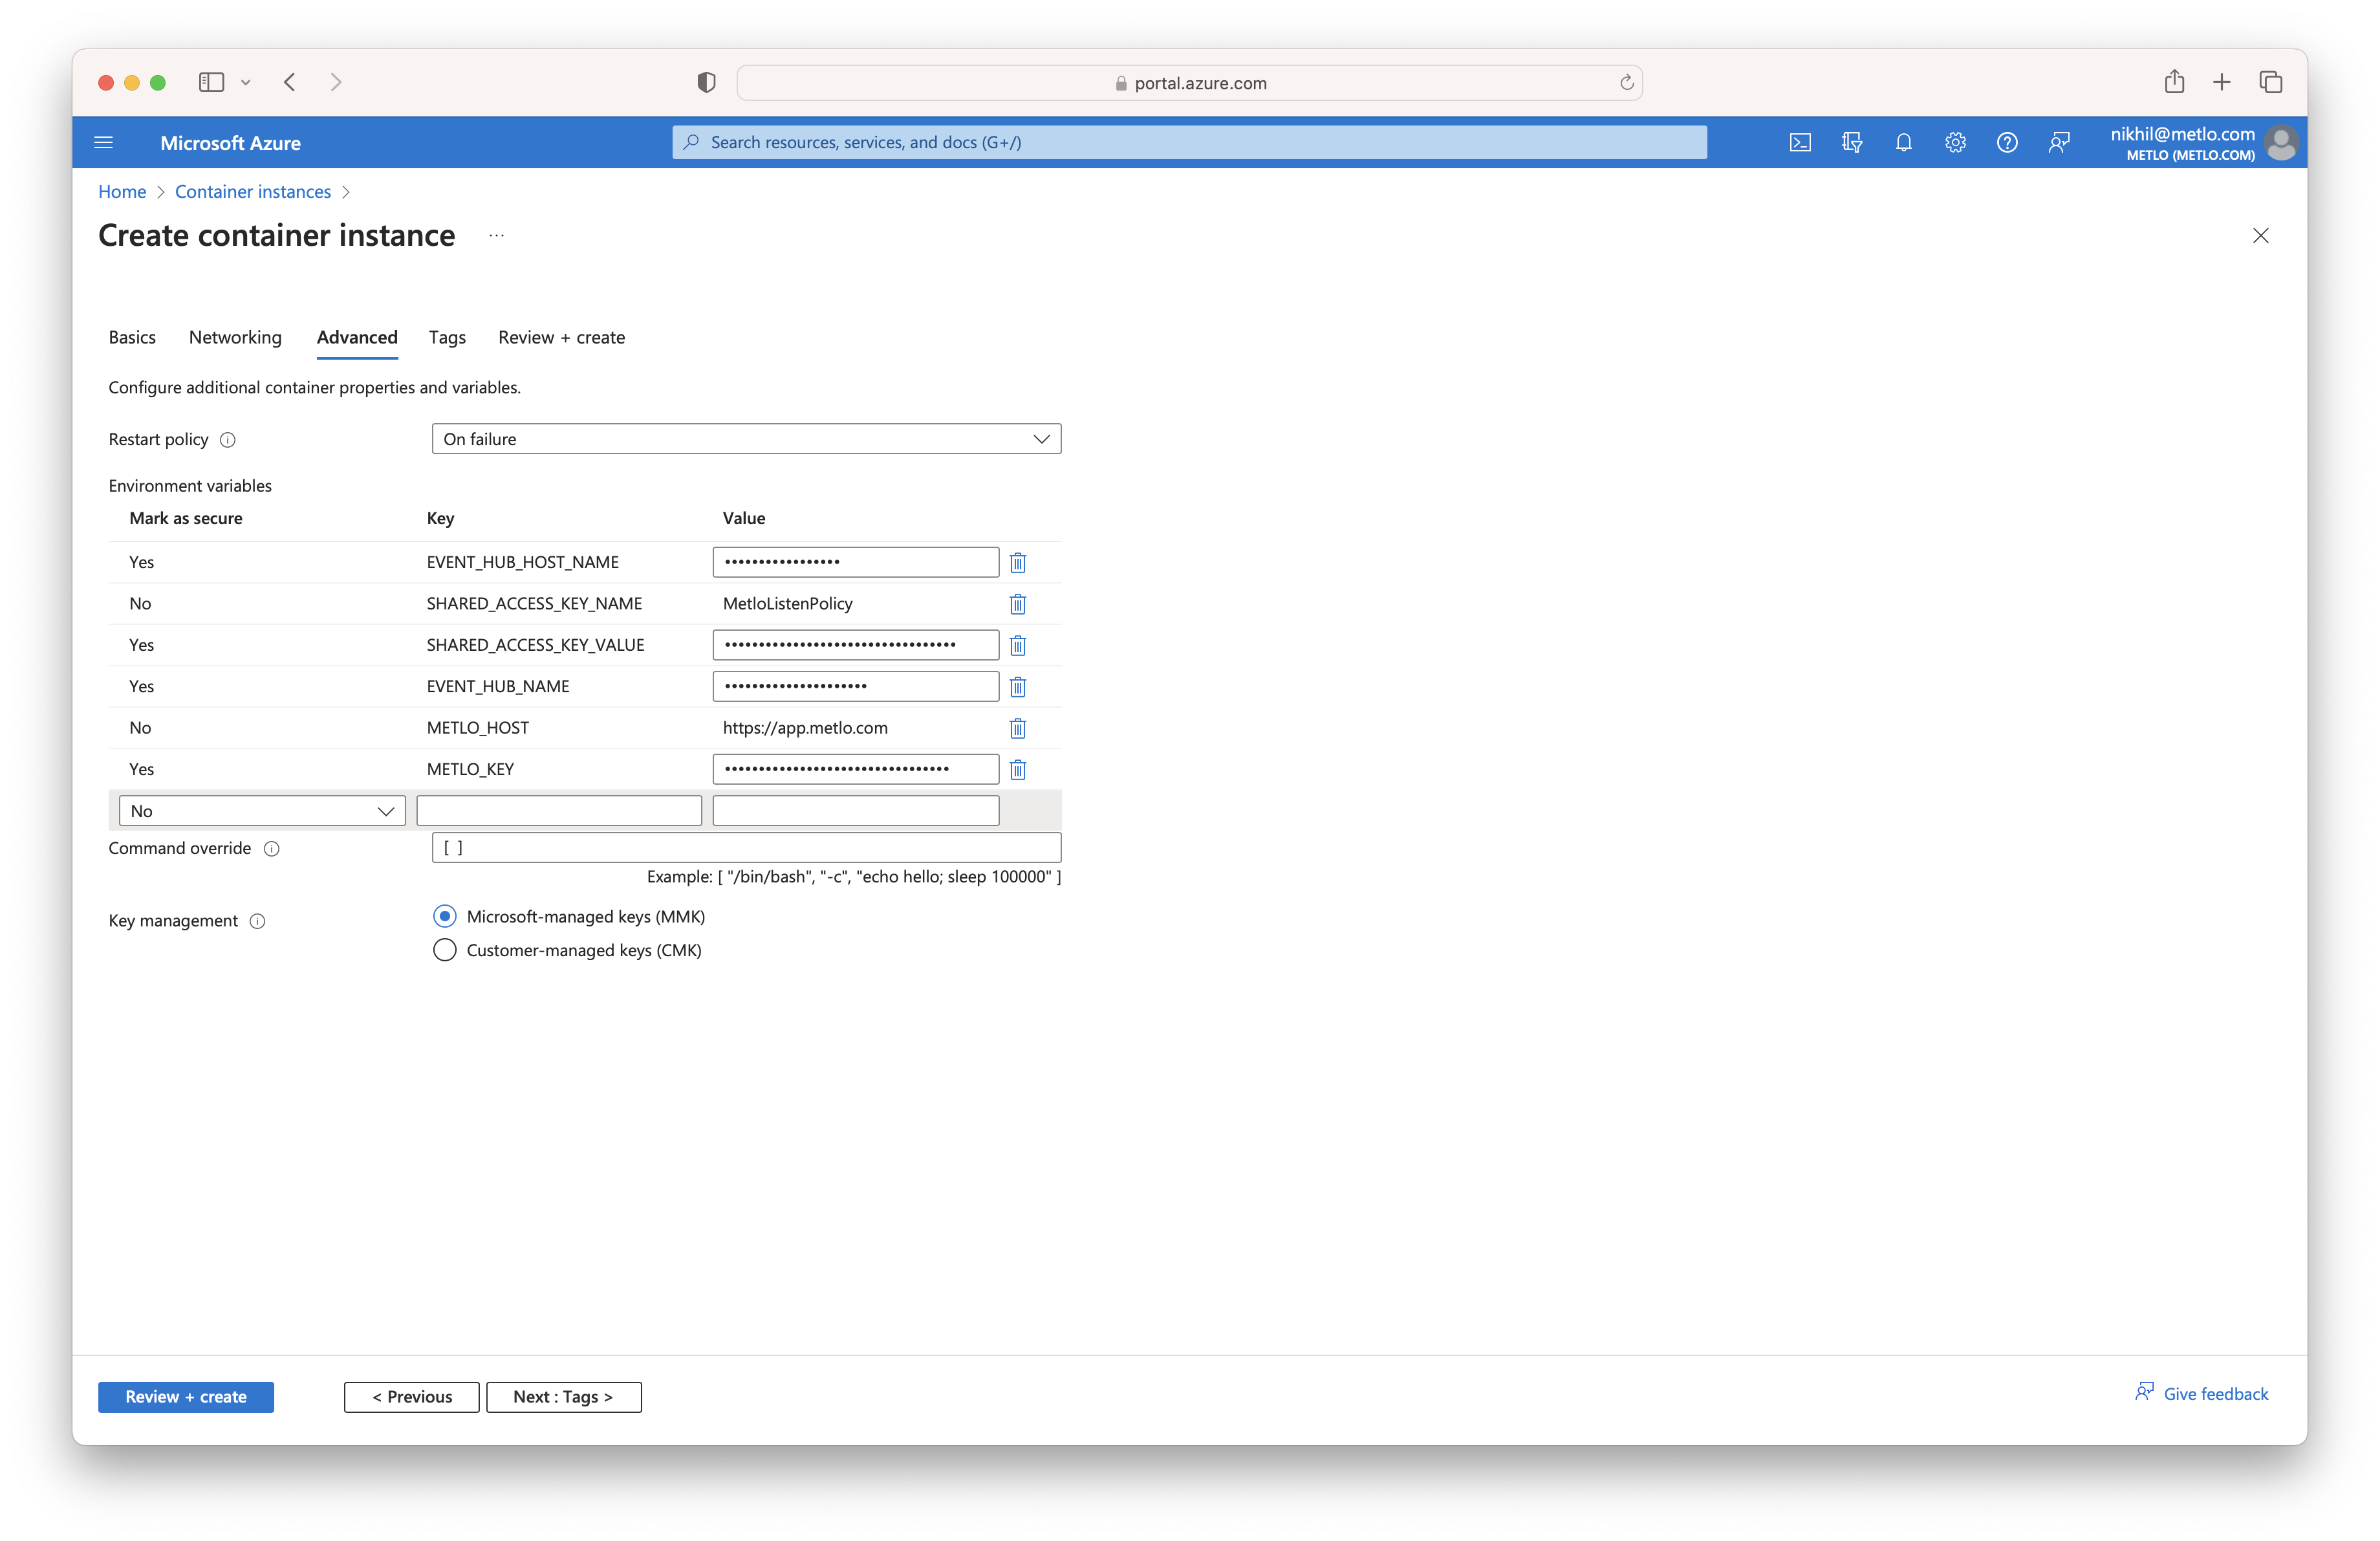 portal.azure.com
Microsoft Azure
Search resources, services, and docs (G+/)
nikhil@metlo.com
METLO (METLO.COM)
Home > Container instances >
Create container instance ...
Basics Networking Advanced Tags Review + create
Configure additional container properties and variables.
Restart policy On failure
Environment variables
Mark as secure Key Value
Yes EVENT_HUB_HOST_NAME •••••••••••••••••
No SHARED_ACCESS_KEY_NAME MetloListenPolicy
Yes SHARED_ACCESS_KEY_VALUE ••••••••••••••••••••••••••••••••••
Yes EVENT_HUB_NAME •••••••••••••••••••••
No METLO_HOST https://app.metlo.com
Yes METLO_KEY •••••••••••••••••••••••••••••••••
No
Command override [ ]
Example: [ "/bin/bash", "-c", "echo hello; sleep 100000" ]
Key management Microsoft-managed keys (MMK)
Customer-managed keys (CMK)
Review + create < Previous Next : Tags > Give feedback